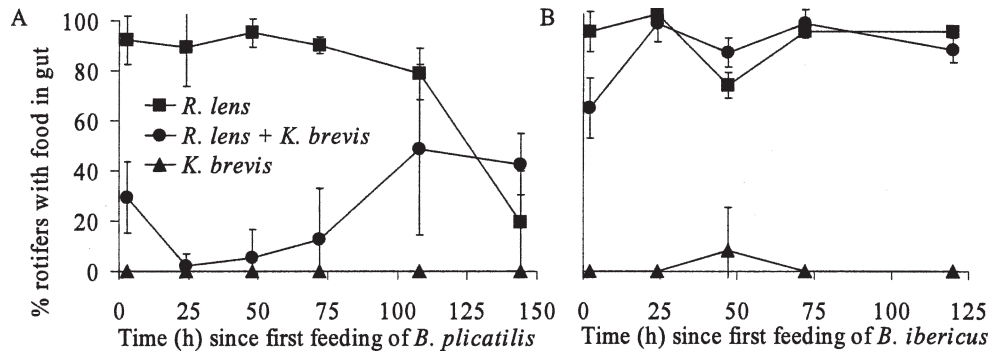 A
B
% rotifers with food in gut
100
80
60
40
20
0
R. lens
R. lens + K. brevis
K. brevis
0 25 50 75 100 125 150
0 25 50 75 100 125
Time (h) since first feeding of B. plicatilis
Time (h) since first feeding of B. ibericus